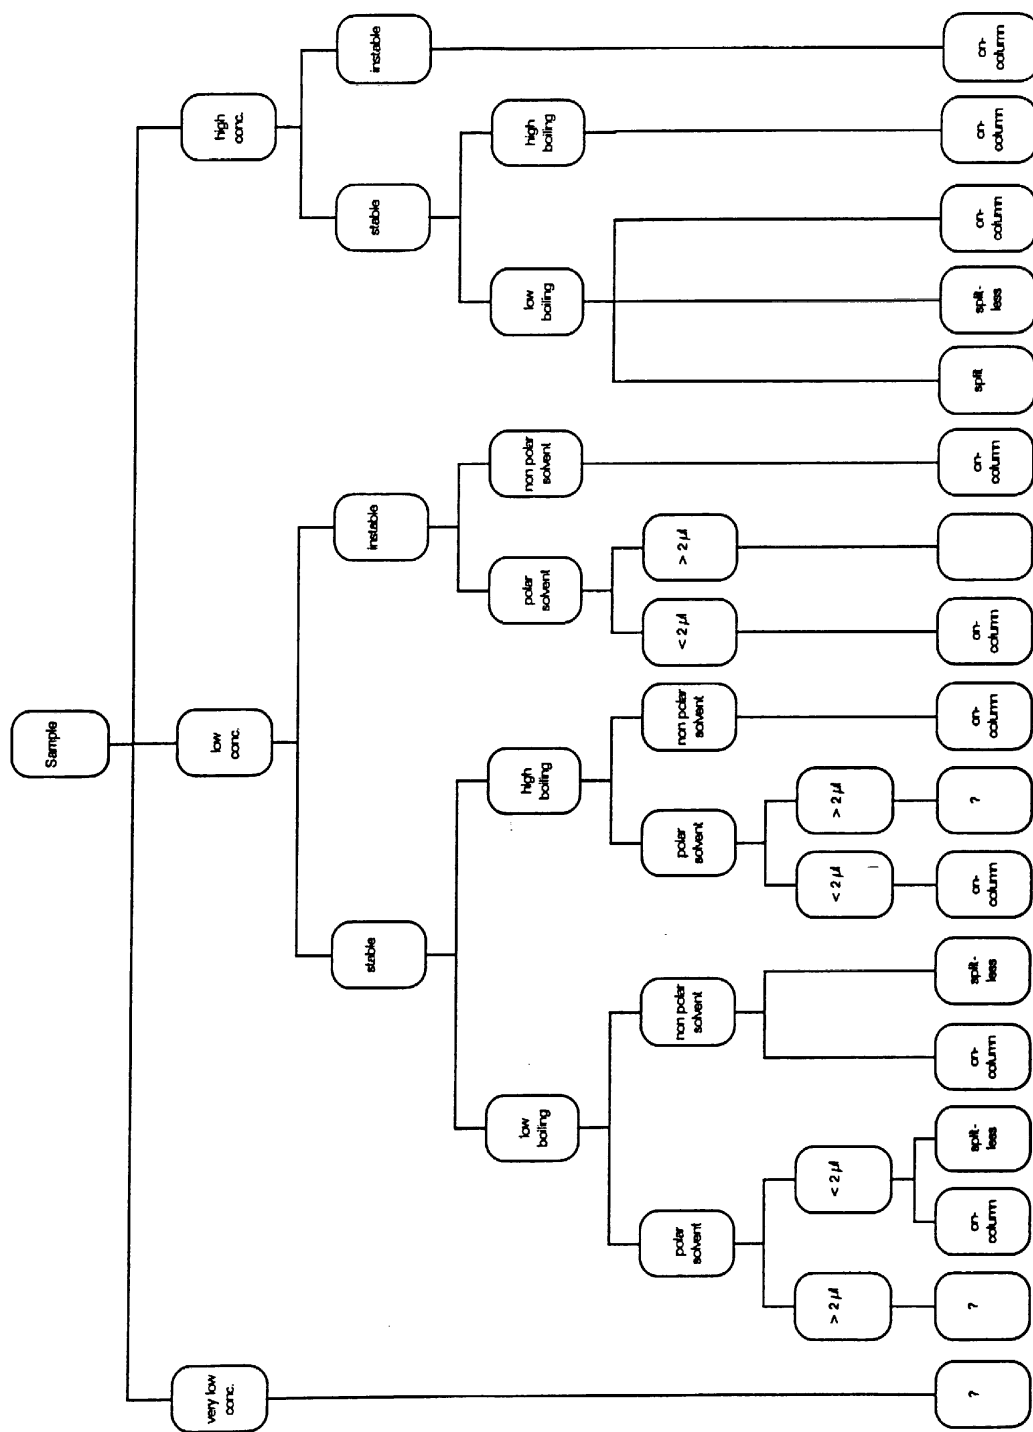 Sample
very low
conc.
low
conc.
high
conc.
stable
instable
stable
instable
low
boiling
high
boiling
polar
solvent
non polar
solvent
low
boiling
high
boiling
polar
solvent
non polar
solvent
polar
solvent
non polar
solvent
< 2 µl
> 2 µl
> 2 µl
< 2 µl
< 2 µl
> 2 µl
?
?
on-
column
split-
less
on-
column
split-
less
on-
column
?
on-
column
on-
column
on-
column
split
split-
less
on-
column
on-
column
on-
column